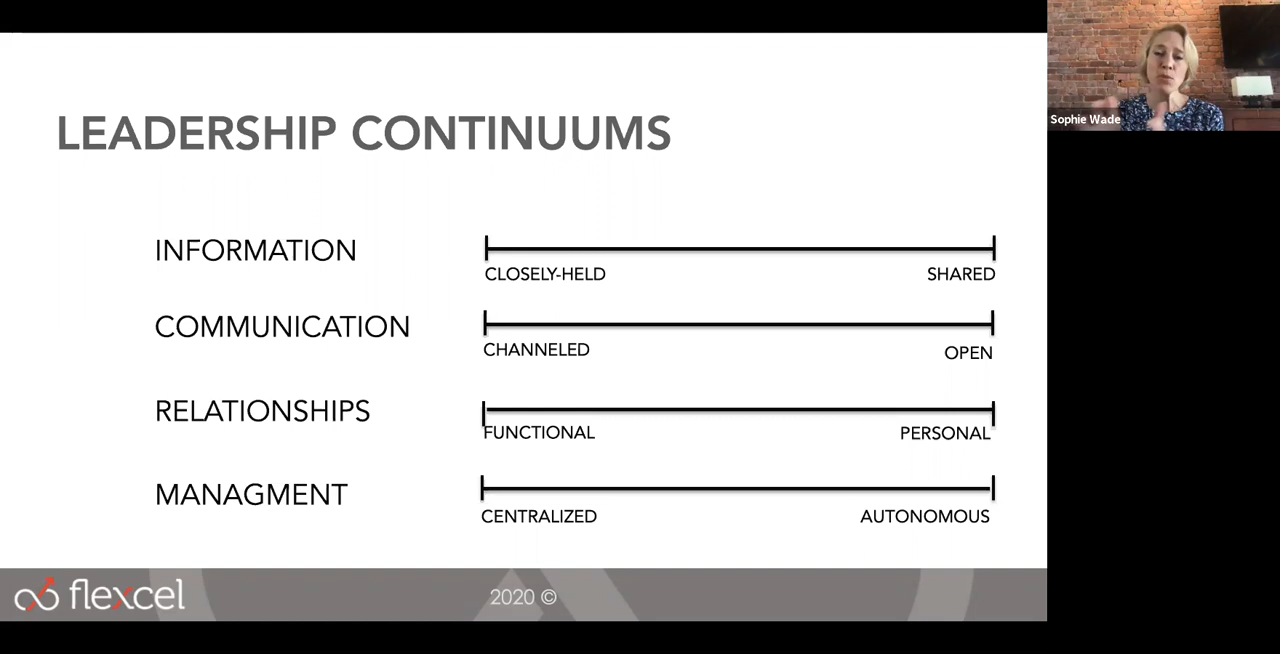 LEADERSHIP CONTINUUMS
Sophie Wade
INFORMATION
CLOSELY-HELD SHARED
COMMUNICATION
CHANNELED OPEN
RELATIONSHIPS
FUNCTIONAL PERSONAL
MANAGMENT
CENTRALIZED AUTONOMOUS
flexcel 2020 ©